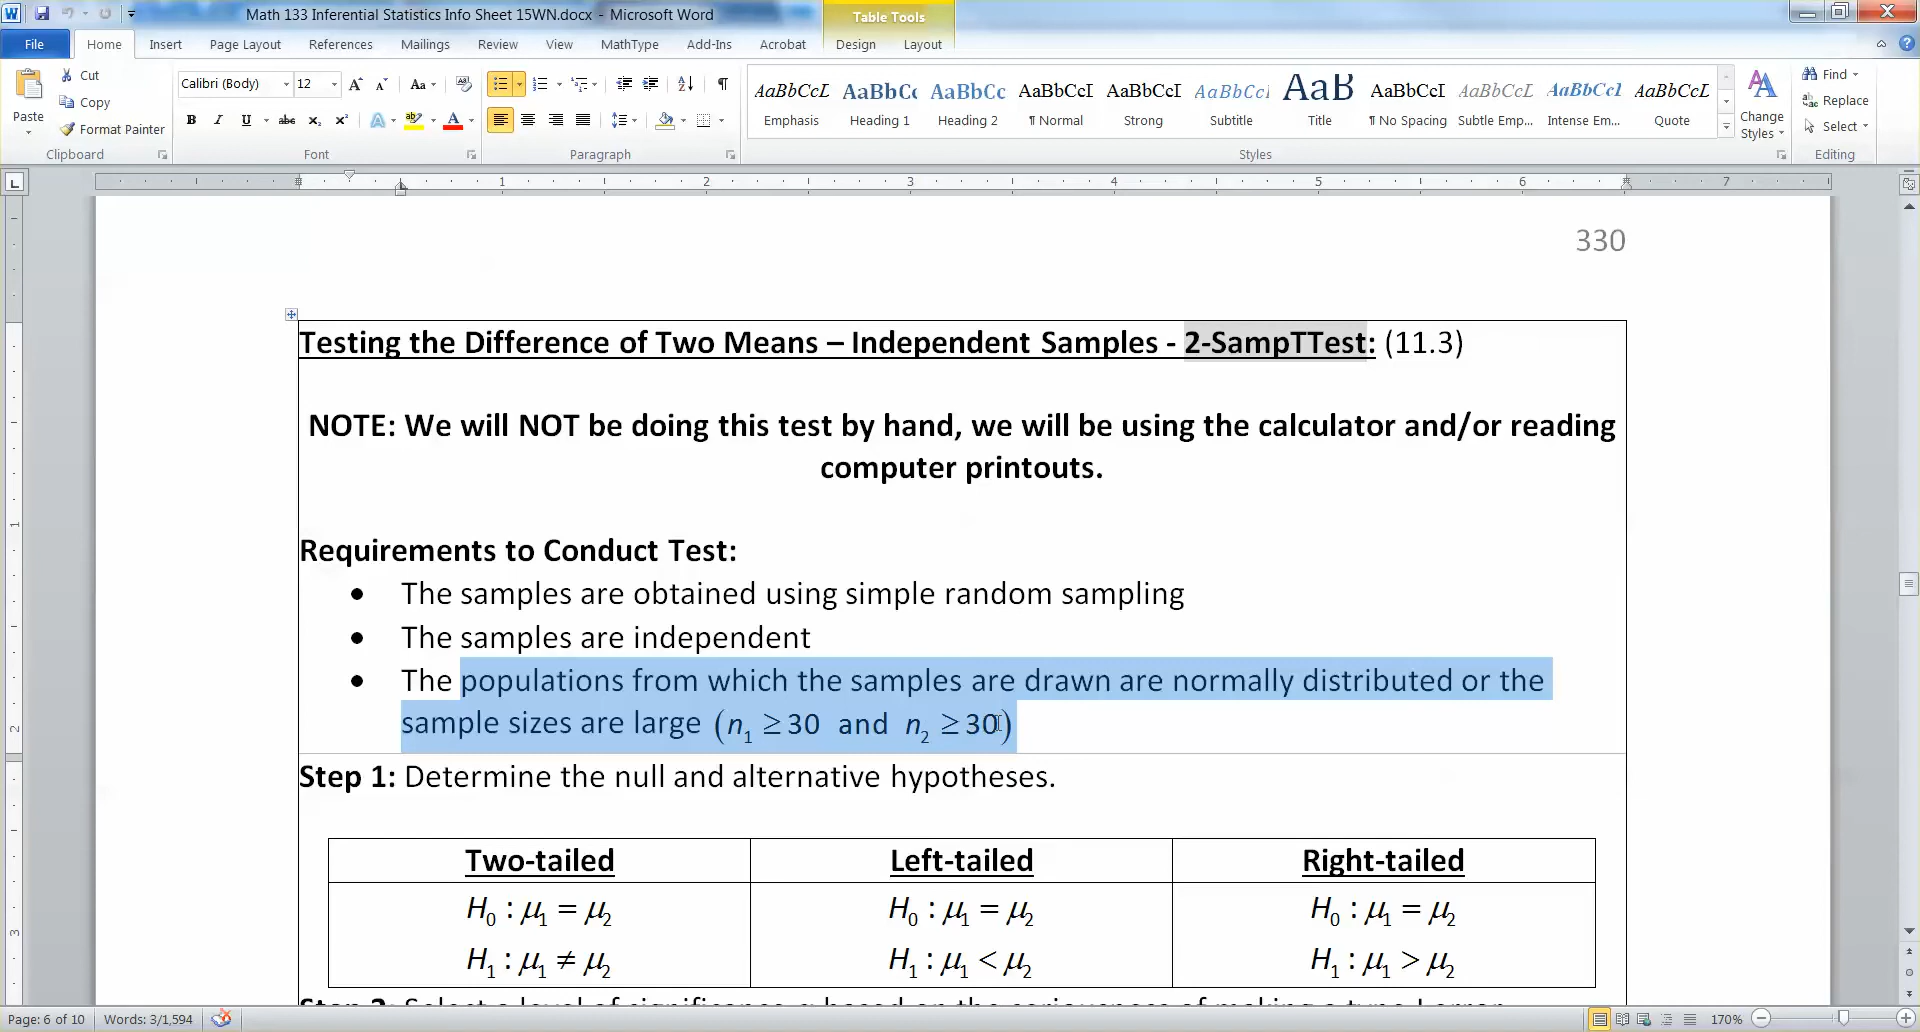 Math 133 Inferential Statistics Info Sheet 15WN.docx - Microsoft Word
Table Tools
File Home Insert Page Layout References Mailings Review View MathType Add-Ins Acrobat Design Layout
Paste
Cut
Copy
Format Painter
Clipboard
Calibri (Body) 12
Font
Paragraph
AaBbCcL AaBbCc AaBbCc AaBbCcI AaBbCcI AaBbCcI AaB AaBbCcI AaBbCcI AaBbCcI AaBbCcL
Emphasis Heading 1 Heading 2 ¶ Normal Strong Subtitle Title ¶ No Spacing Subtle Emp... Intense Em... Quote
Styles
Change
Styles
Find
Replace
Select
Editing
1 2 3 4 5 6 7
330
Testing the Difference of Two Means – Independent Samples - 2-SampTTest: (11.3)
NOTE: We will NOT be doing this test by hand, we will be using the calculator and/or reading
computer printouts.
Requirements to Conduct Test:
• The samples are obtained using simple random sampling
• The samples are independent
• The populations from which the samples are drawn are normally distributed or the
sample sizes are large (n₁ ≥ 30 and n₂ ≥ 30)
Step 1: Determine the null and alternative hypotheses.
Two-tailed Left-tailed Right-tailed
H₀ : μ₁ = μ₂ H₀ : μ₁ = μ₂ H₀ : μ₁ = μ₂
H₁ : μ₁ ≠ μ₂ H₁ : μ₁ < μ₂ H₁ : μ₁ > μ₂
Page: 6 of 10 Words: 3/1,594 170%